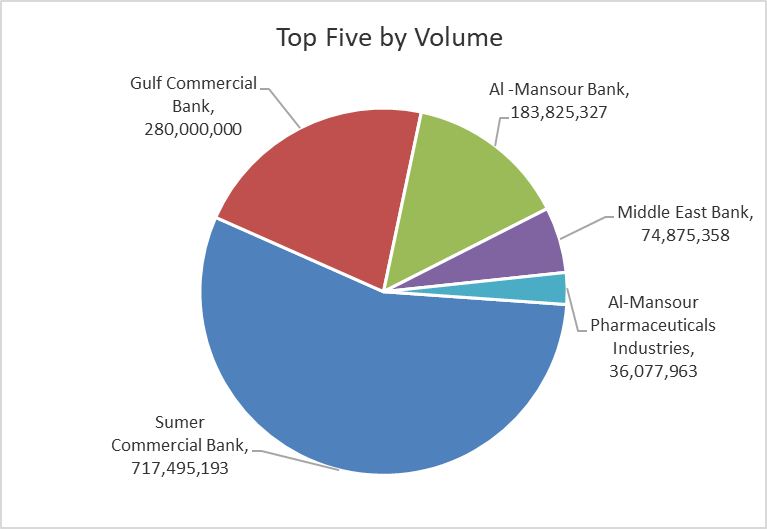 Top Five by Volume
Gulf Commercial
Bank,
280,000,000
Al -Mansour Bank,
183,825,327
Middle East Bank,
74,875,358
Al-Mansour
Pharmaceuticals
Industries,
36,077,963
Sumer
Commercial Bank,
717,495,193